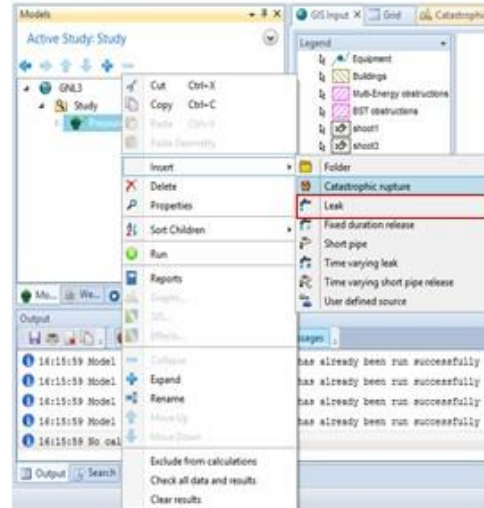 Models
Active Study: Study
GNL3
Study
Cut Ctrl+X
Copy Ctrl+C
Paste Ctrl+V
Paste Geometry
Insert
Delete
Properties
Sort Children
Run
Reports
Graphs...
GIS...
Effects...
Collapse
Expand
Rename
Move Up
Move Down
Exclude from calculations
Check all data and results
Clear results
Folder
Catastrophic rupture
Leak
Fixed duration release
Short pipe
Time varying leak
Time varying short pipe release
User defined source
GIS Input
Grid
Catastrophic
Legend
Equipment
Buildings
Multi-Energy obstructions
BST obstructions
shoot1
Mo...
We...
Output
16:15:59 Model
has already been run successfully
16:15:59 Model
has already been run successfully
16:15:59 Model
has already been run successfully
16:15:59 Model
has already been run successfully
16:15:59 No cal
Output
Search